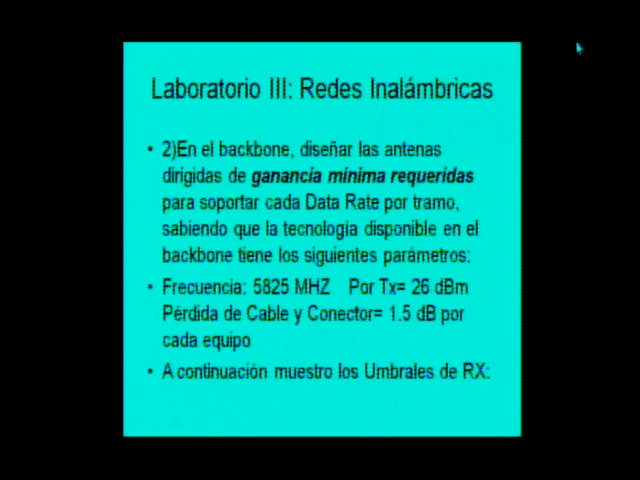 Laboratorio III: Redes Inalámbricas
• 2)En el backbone, diseñar las antenas
dirigidas de ganancia mínima requeridas
para soportar cada Data Rate por tramo,
sabiendo que la tecnología disponible en el
backbone tiene los siguientes parámetros:
• Frecuencia: 5825 MHZ Por Tx= 26 dBm
Pérdida de Cable y Conector= 1.5 dB por
cada equipo
• A continuación muestro los Umbrales de RX: